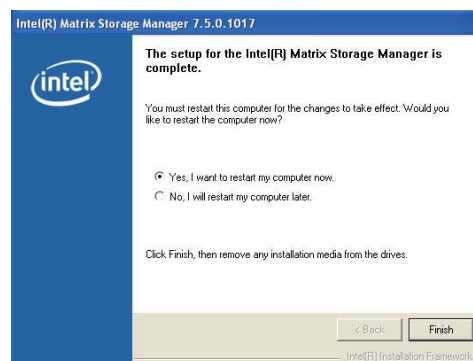 Intel(R) Matrix Storage Manager 7.5.0.1017
intel
The setup for the Intel(R) Matrix Storage Manager is
complete.
You must restart this computer for the changes to take effect. Would you
like to restart the computer now?
Yes, I want to restart my computer now.
No, I will restart my computer later.
Click Finish, then remove any installation media from the drives.
< Back
Finish
Intel(R) Installation Framework